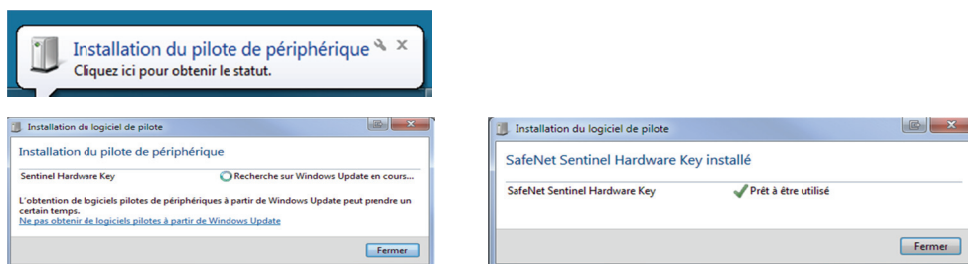 Installation du pilote de périphérique
Cliquez ici pour obtenir le statut.
Installation du logiciel de pilote
Installation du pilote de périphérique
Sentinel Hardware Key Recherche sur Windows Update en cours...
L'obtention de logiciels pilotes de périphériques à partir de Windows Update peut prendre un
certain temps.
Ne pas obtenir de logiciels pilotes à partir de Windows Update
Fermer
Installation du logiciel de pilote
SafeNet Sentinel Hardware Key installé
SafeNet Sentinel Hardware Key Prêt à être utilisé
Fermer